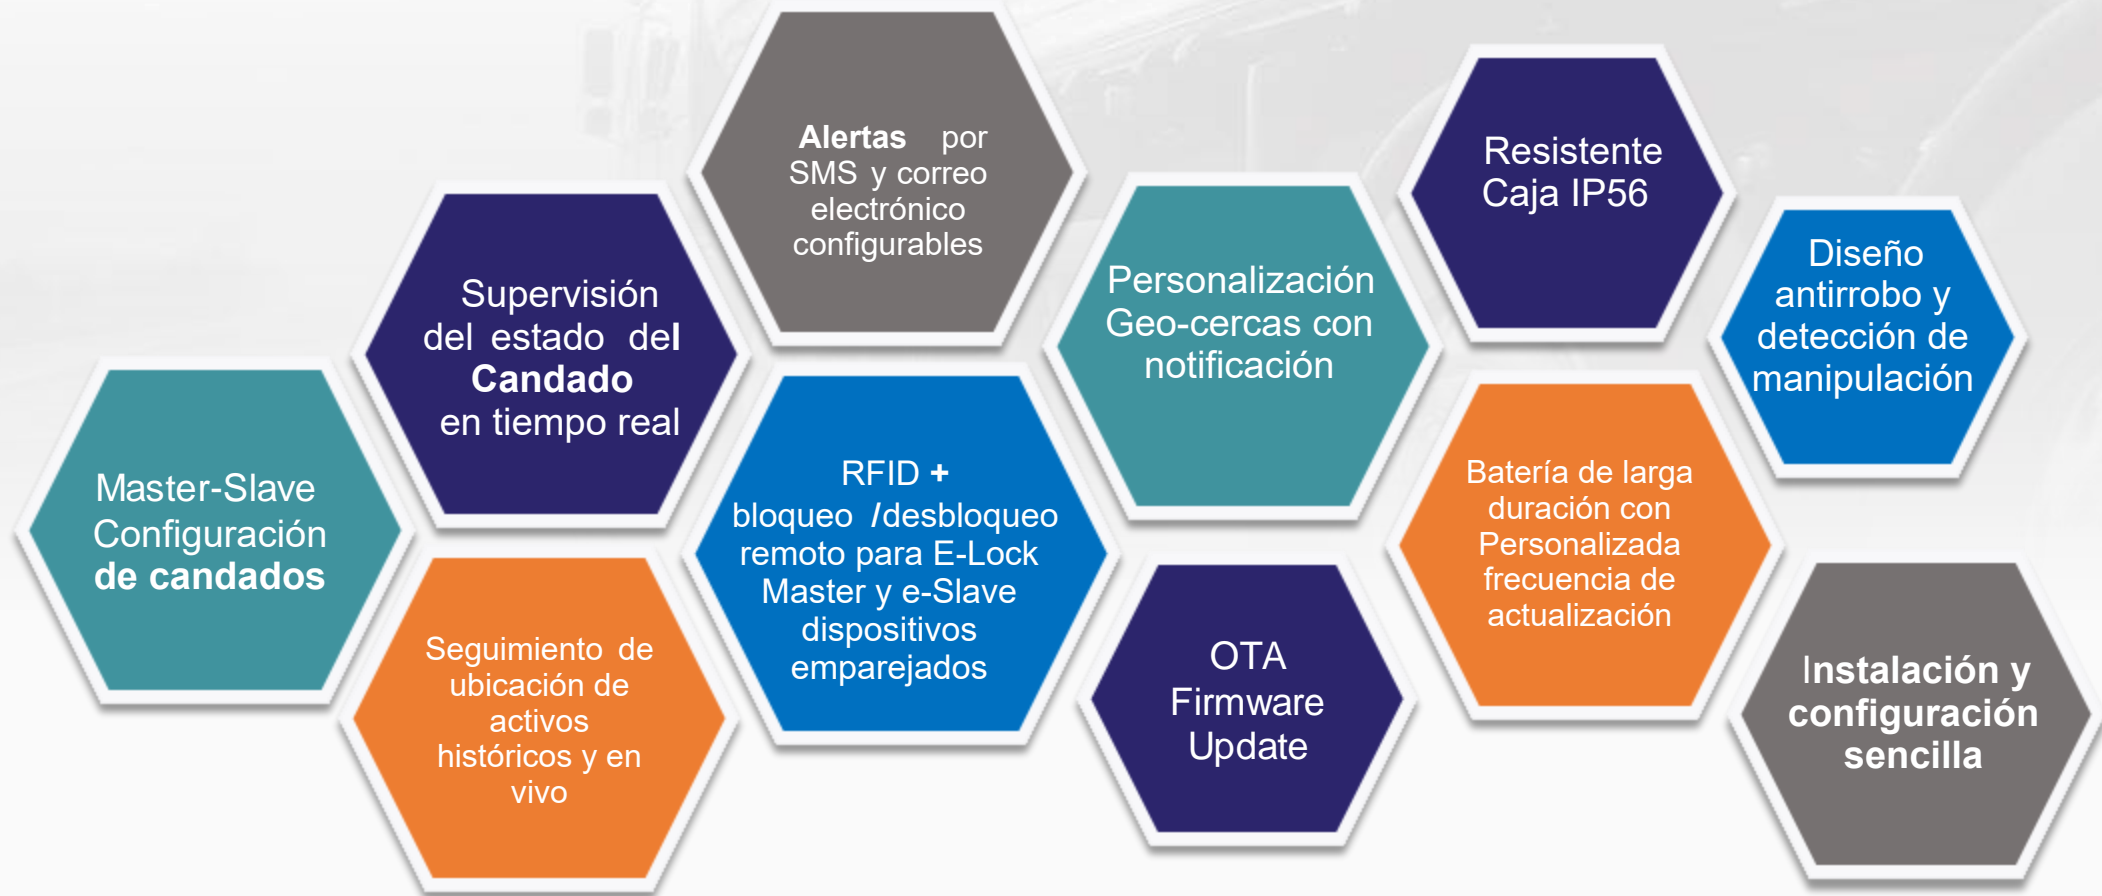 Master-Slave
Configuración
de candados
Supervisión
del estado del
Candado
en tiempo real
Seguimiento de
ubicación de
activos
históricos y en
vivo
Alertas por
SMS y correo
electrónico
configurables
RFID +
bloqueo /desbloqueo
remoto para E-Lock
Master y e-Slave
dispositivos
emparejados
Personalización
Geo-cercas con
notificación
OTA
Firmware
Update
Resistente
Caja IP56
Batería de larga
duración con
Personalizada
frecuencia de
actualización
Diseño
antirrobo y
detección de
manipulación
Instalación y
configuración
sencilla